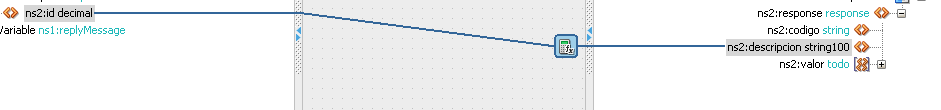 ns2:id decimal
Variable ns1:replyMessage
ns2:response response
ns2:codigo string
ns2:descripcion string100
ns2:valor todo